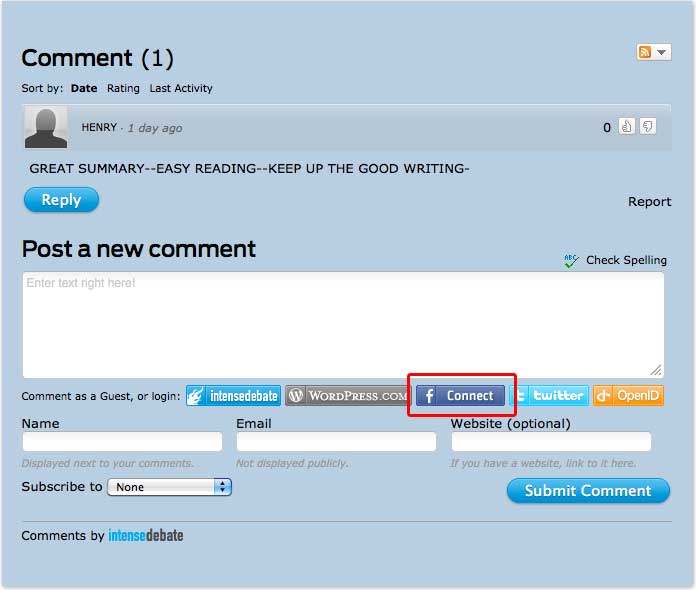 Comment (1)
Sort by: Date Rating Last Activity
HENRY · 1 day ago 0
GREAT SUMMARY--EASY READING--KEEP UP THE GOOD WRITING-
Reply Report
Post a new comment
ABC Check Spelling
Enter text right here!
Comment as a Guest, or login: intensedebate WORDPRESS.COM f Connect t twitter OpenID
Name Email Website (optional)
Displayed next to your comments. Not displayed publicly. If you have a website, link to it here.
Subscribe to None Submit Comment
Comments by intensedebate